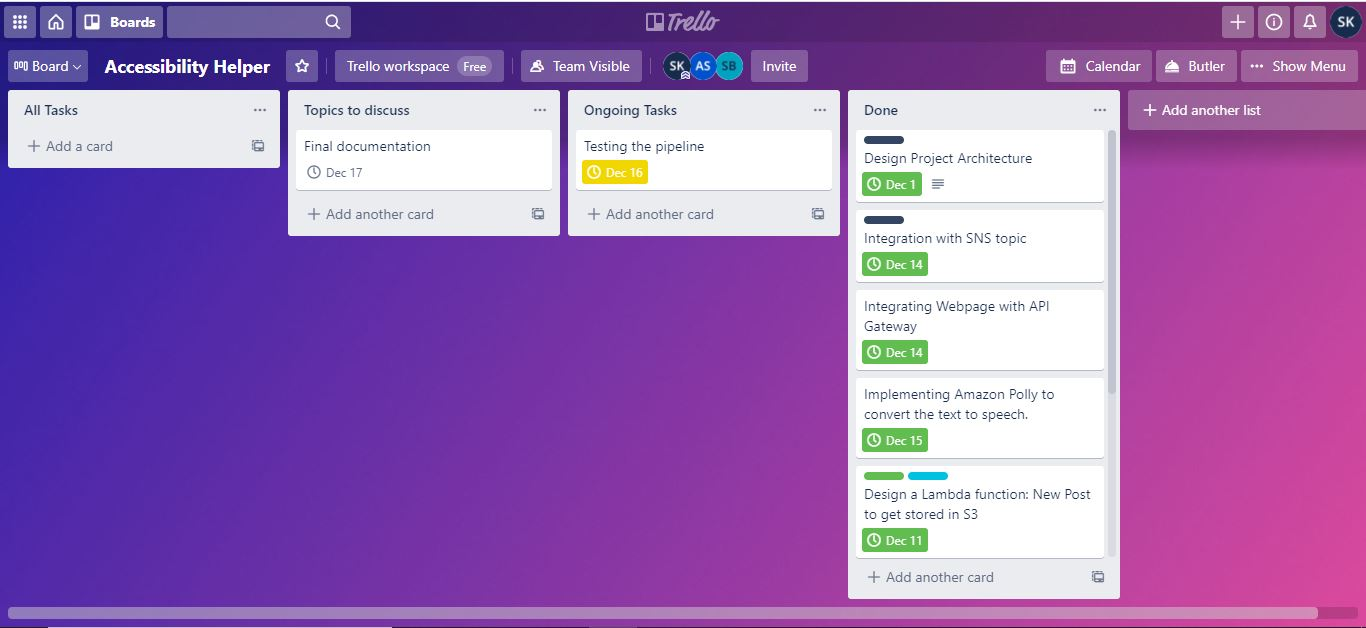 Boards
Trello
SK
Board
Accessibility Helper
Trello workspace Free
Team Visible
SK AS SB
Invite
Calendar
Butler
Show Menu
All Tasks
Add a card
Topics to discuss
Final documentation
Dec 17
Add another card
Ongoing Tasks
Testing the pipeline
Dec 16
Add another card
Done
Design Project Architecture
Dec 1
Integration with SNS topic
Dec 14
Integrating Webpage with API
Gateway
Dec 14
Implementing Amazon Polly to
convert the text to speech.
Dec 15
Design a Lambda function: New Post
to get stored in S3
Dec 11
Add another card
Add another list